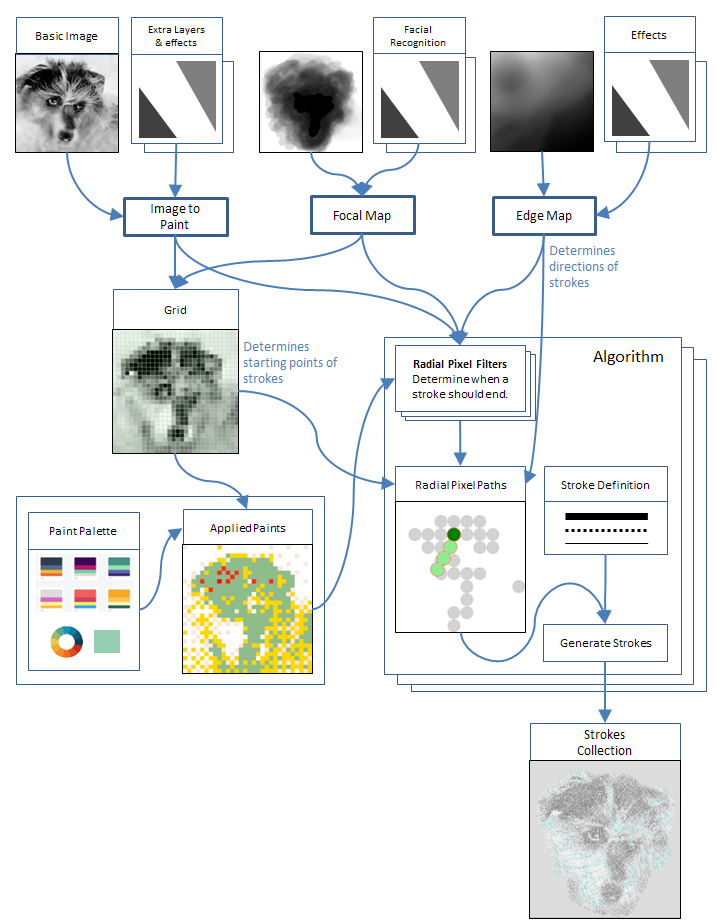 Basic Image
Extra Layers
& effects
Facial
Recognition
Effects
Image to
Paint
Focal Map
Edge Map
Determines
directions of
strokes
Grid
Determines
starting points of
strokes
Algorithm
Radial Pixel Filters
Determine when a
stroke should end.
Radial Pixel Paths
Stroke Definition
Paint Palette
Applied Paints
Generate Strokes
Strokes
Collection